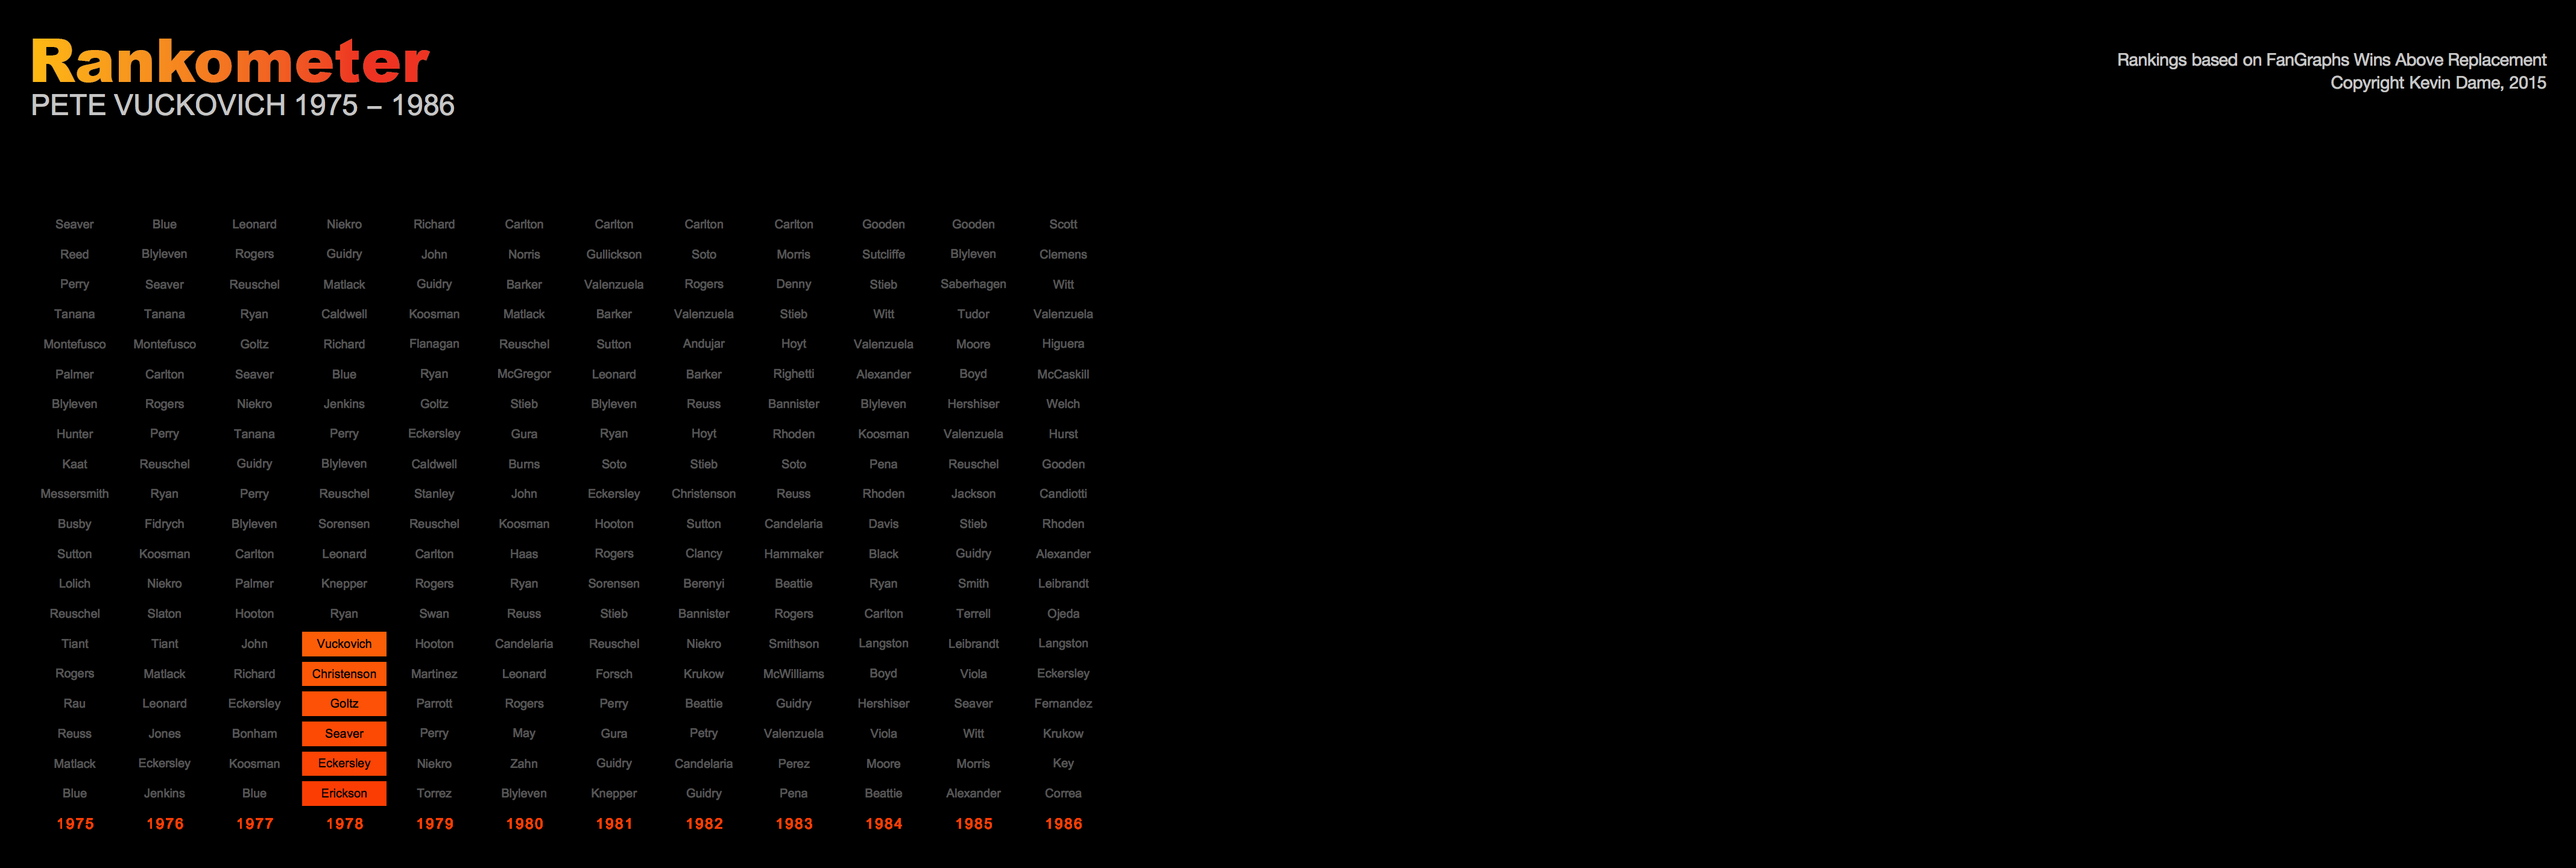 Rankometer
PETE VUCKOVICH 1975 – 1986
Rankings based on FanGraphs Wins Above Replacement
Copyright Kevin Dame, 2015
Seaver Blue Leonard Niekro Richard Carlton Carlton Carlton Carlton Gooden Gooden Scott
Reed Blyleven Rogers Guidry John Norris Gullickson Soto Morris Sutcliffe Blyleven Clemens
Perry Seaver Reuschel Matlack Guidry Barker Valenzuela Rogers Denny Stieb Saberhagen Witt
Tanana Tanana Ryan Caldwell Koosman Matlack Barker Valenzuela Stieb Witt Tudor Valenzuela
Montefusco Montefusco Goltz Richard Flanagan Reuschel Sutton Andujar Hoyt Valenzuela Moore Higuera
Palmer Carlton Seaver Blue Ryan McGregor Leonard Barker Righetti Alexander Boyd McCaskill
Blyleven Rogers Niekro Jenkins Goltz Stieb Blyleven Reuss Bannister Blyleven Hershiser Welch
Hunter Perry Tanana Perry Eckersley Gura Ryan Hoyt Rhoden Koosman Valenzuela Hurst
Kaat Reuschel Guidry Blyleven Caldwell Burns Soto Stieb Soto Pena Reuschel Gooden
Messersmith Ryan Perry Reuschel Stanley John Eckersley Christenson Reuss Rhoden Jackson Candiotti
Busby Fidrych Blyleven Sorensen Reuschel Koosman Hooton Sutton Candelaria Davis Stieb Rhoden
Sutton Koosman Carlton Leonard Carlton Haas Rogers Clancy Hammaker Black Guidry Alexander
Lolich Niekro Palmer Knepper Rogers Ryan Sorensen Berenyi Beattie Ryan Smith Leibrandt
Reuschel Slaton Hooton Ryan Swan Reuss Stieb Bannister Rogers Carlton Terrell Ojeda
Tiant Tiant John Vuckovich Hooton Candelaria Reuschel Niekro Smithson Langston Leibrandt Langston
Rogers Matlack Richard Christenson Martinez Leonard Forsch Krukow McWilliams Boyd Viola Eckersley
Rau Leonard Eckersley Goltz Parrott Rogers Perry Beattie Guidry Hershiser Seaver Fernandez
Reuss Jones Bonham Seaver Perry May Gura Petry Valenzuela Viola Witt Krukow
Matlack Eckersley Koosman Eckersley Niekro Zahn Guidry Candelaria Perez Moore Morris Key
Blue Jenkins Blue Erickson Torrez Blyleven Knepper Guidry Pena Beattie Alexander Correa
1975 1976 1977 1978 1979 1980 1981 1982 1983 1984 1985 1986